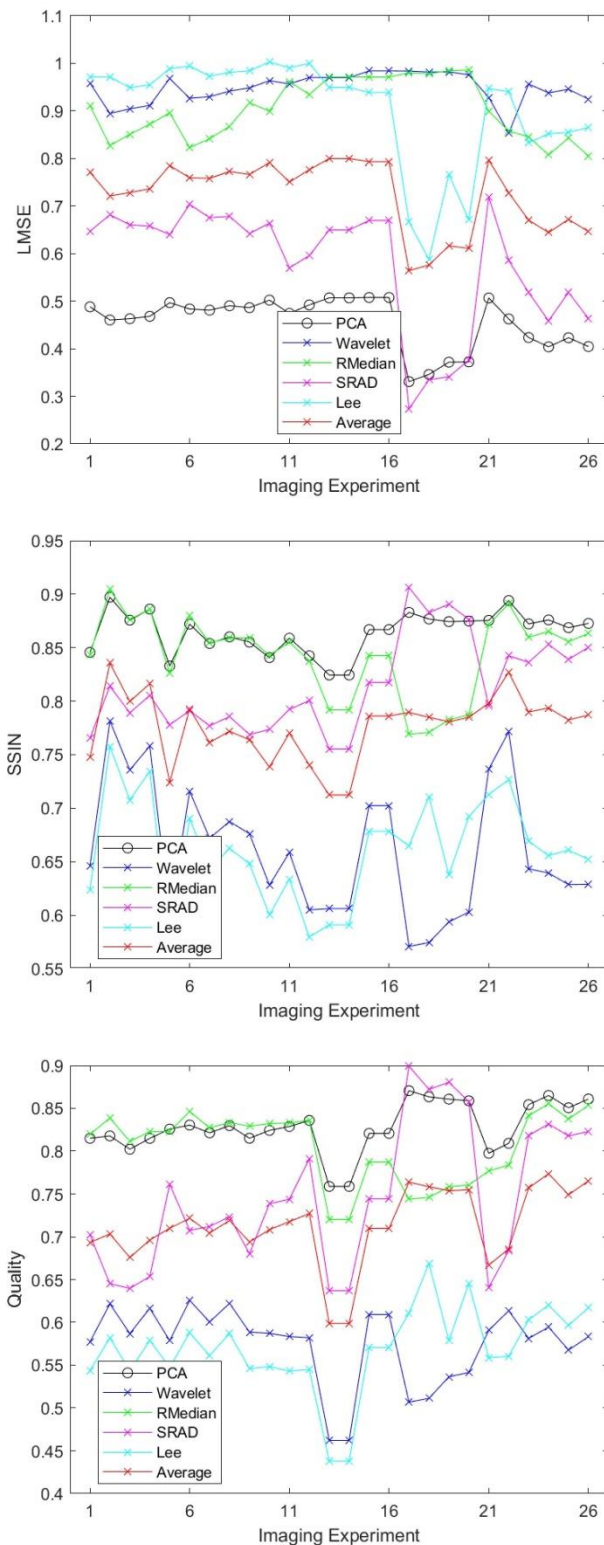 1.1
1
0.9
0.8
0.7
0.6
0.5
0.4
0.3
0.2
LMSE
PCA
Wavelet
RMedian
SRAD
Lee
Average
1 6 11 16 21 26
Imaging Experiment
0.95
0.9
0.85
0.8
0.75
0.7
0.65
0.6
0.55
SSIN
PCA
Wavelet
RMedian
SRAD
Lee
Average
1 6 11 16 21 26
Imaging Experiment
0.9
0.85
0.8
0.75
0.7
0.65
0.6
0.55
0.5
0.45
0.4
Quality
PCA
Wavelet
RMedian
SRAD
Lee
Average
1 6 11 16 21 26
Imaging Experiment